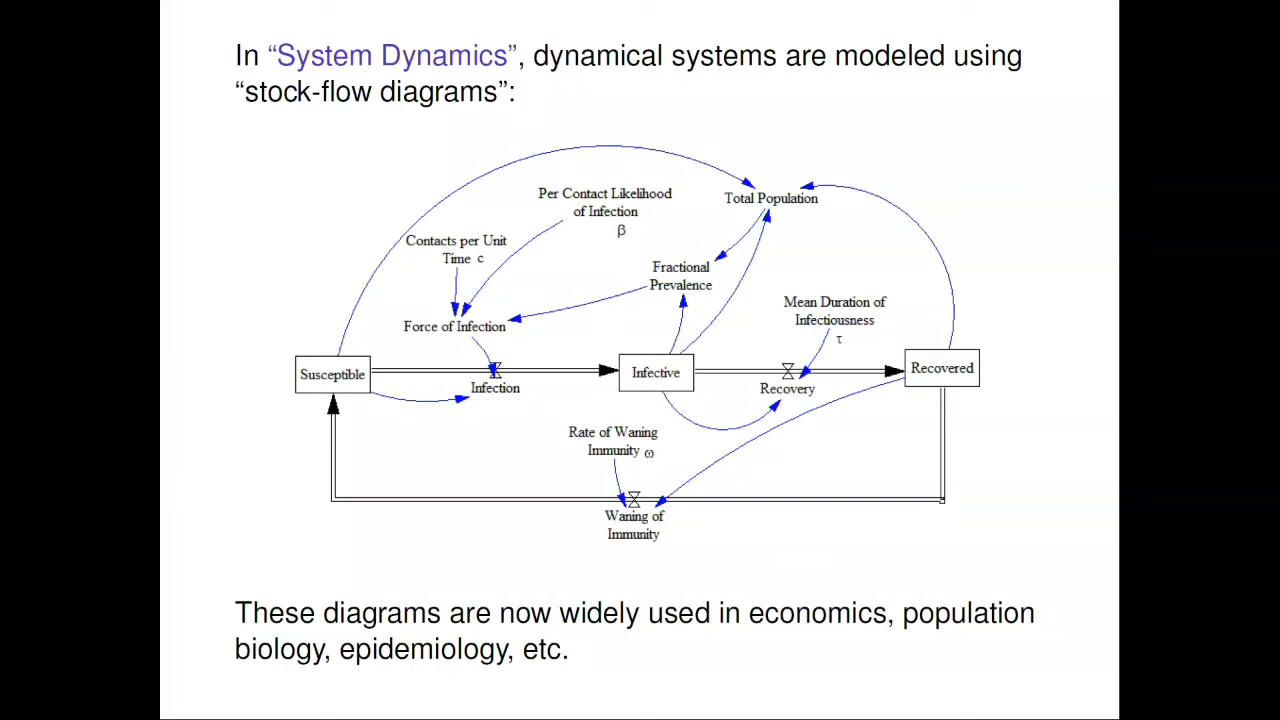 In “System Dynamics”, dynamical systems are modeled using
“stock-flow diagrams”:
Per Contact Likelihood
of Infection
β
Total Population
Contacts per Unit
Time c
Fractional
Prevalence
Mean Duration of
Infectiousness
τ
Force of Infection
Susceptible
Infective
Recovered
Infection
Recovery
Rate of Waning
Immunity ω
Waning of
Immunity
These diagrams are now widely used in economics, population
biology, epidemiology, etc.